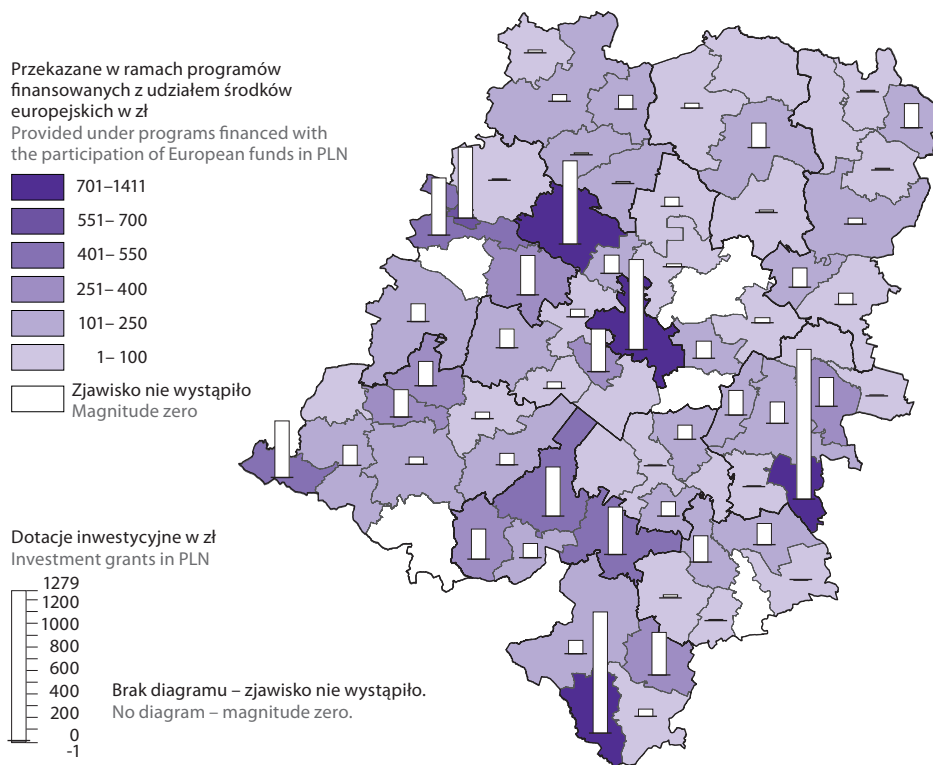 Przekazane w ramach programów
finansowanych z udziałem środków
europejskich w zł
Provided under programs financed with
the participation of European funds in PLN
701–1411
551– 700
401– 550
251– 400
101– 250
1– 100
Zjawisko nie wystąpiło
Magnitude zero
Dotacje inwestycyjne w zł
Investment grants in PLN
1279
1200
1000
800
600
400
200
0
-1
Brak diagramu – zjawisko nie wystąpiło.
No diagram – magnitude zero.